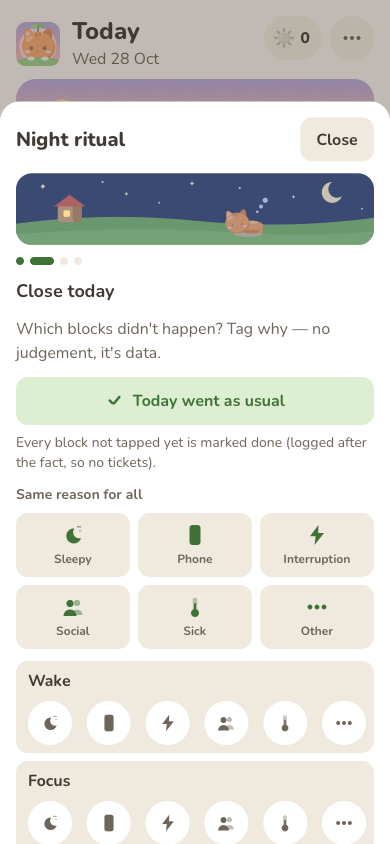 Today
Wed 28 Oct
0
Night ritual
Close
Close today
Which blocks didn't happen? Tag why — no
judgement, it's data.
Today went as usual
Every block not tapped yet is marked done (logged after
the fact, so no tickets).
Same reason for all
Sleepy
Phone
Interruption
Social
Sick
Other
Wake
Focus